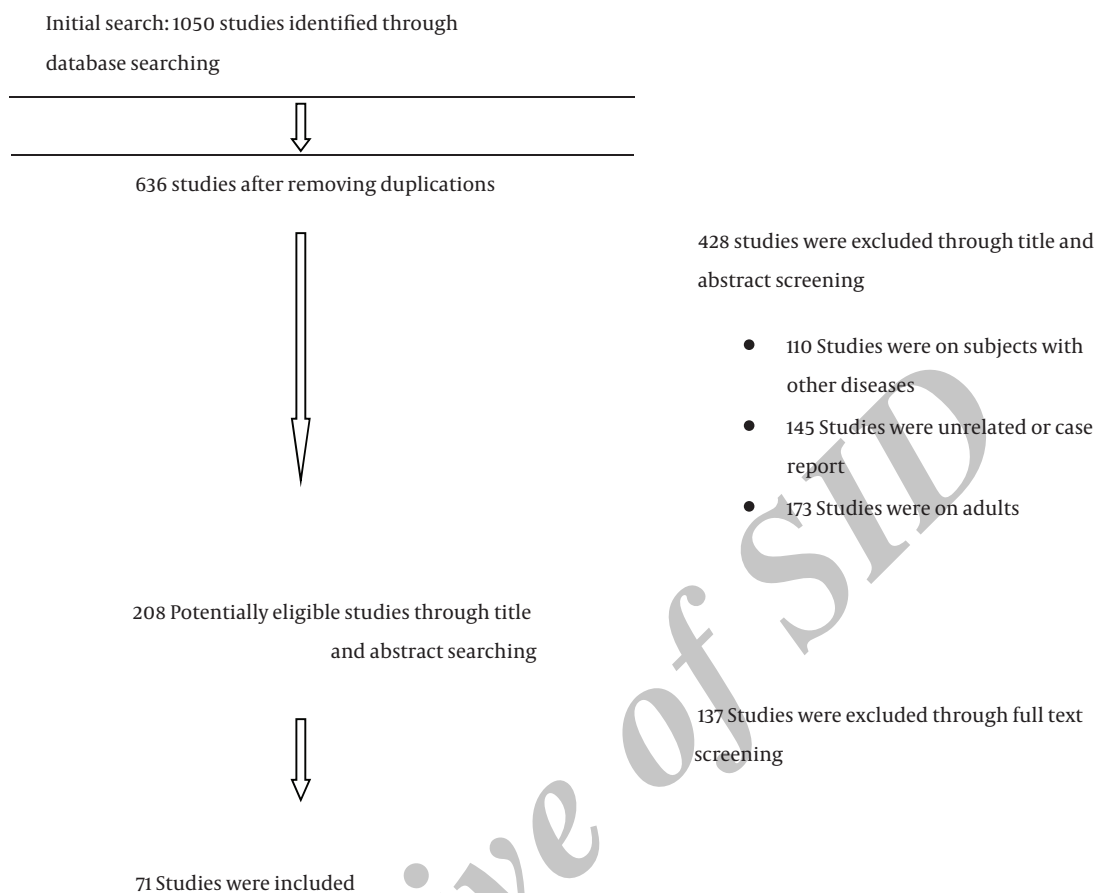 Initial search: 1050 studies identified through
database searching
636 studies after removing duplications
428 studies were excluded through title and
abstract screening
● 110 Studies were on subjects with
other diseases
● 145 Studies were unrelated or case
report
● 173 Studies were on adults
208 Potentially eligible studies through title
and abstract searching
137 Studies were excluded through full text
screening
71 Studies were included
ive of SID